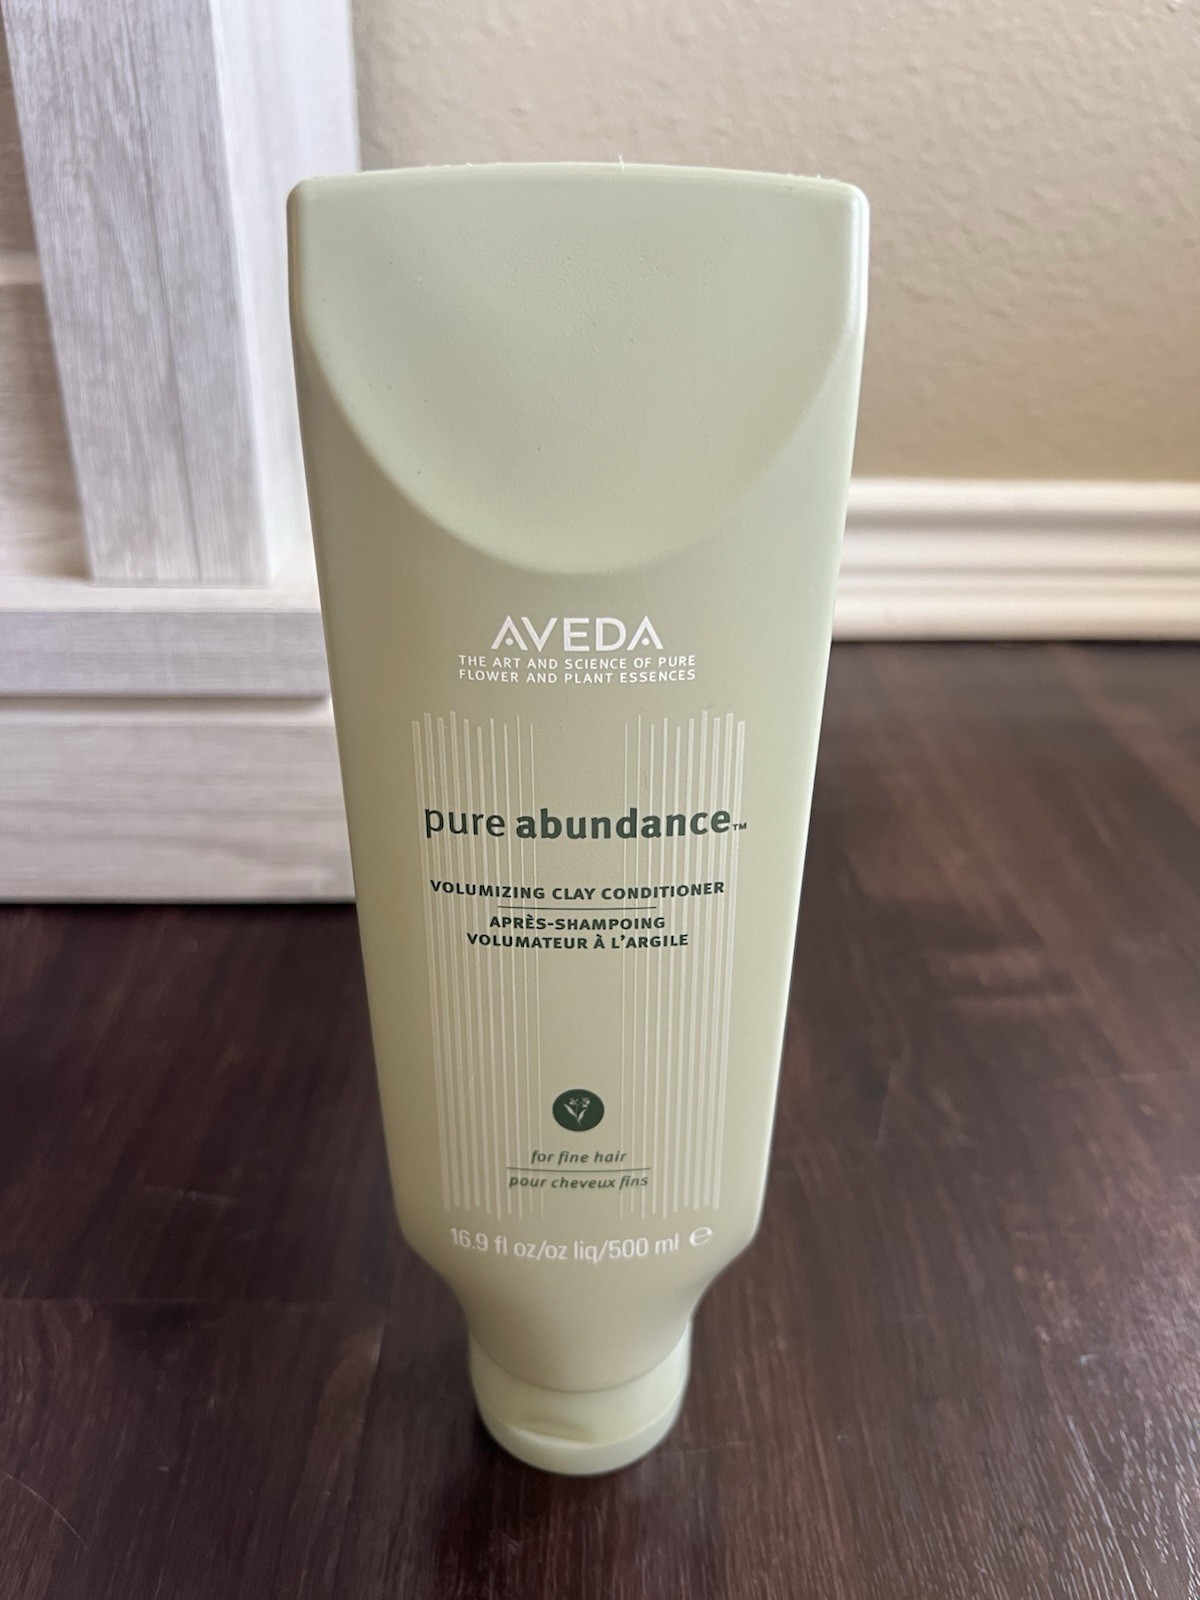 AVEDA
THE ART AND SCIENCE OF PURE
FLOWER AND PLANT ESSENCES
pure abundance™
VOLUMIZING CLAY CONDITIONER
APRÈS-SHAMPOING
VOLUMATEUR À L'ARGILE
for fine hair
pour cheveux fins
16.9 fl oz/oz liq/500 ml ℮